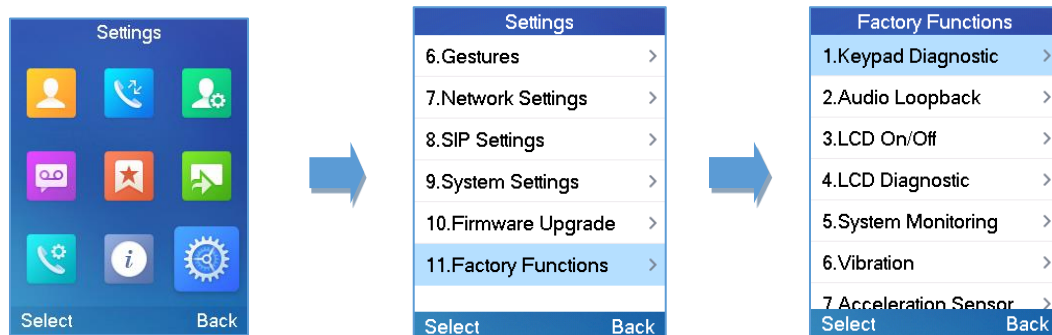 Settings
Select Back
Settings
6.Gestures
7.Network Settings
8.SIP Settings
9.System Settings
10.Firmware Upgrade
11.Factory Functions
Select Back
Factory Functions
1.Keypad Diagnostic
2.Audio Loopback
3.LCD On/Off
4.LCD Diagnostic
5.System Monitoring
6.Vibration
7.Acceleration Sensor
Select Back